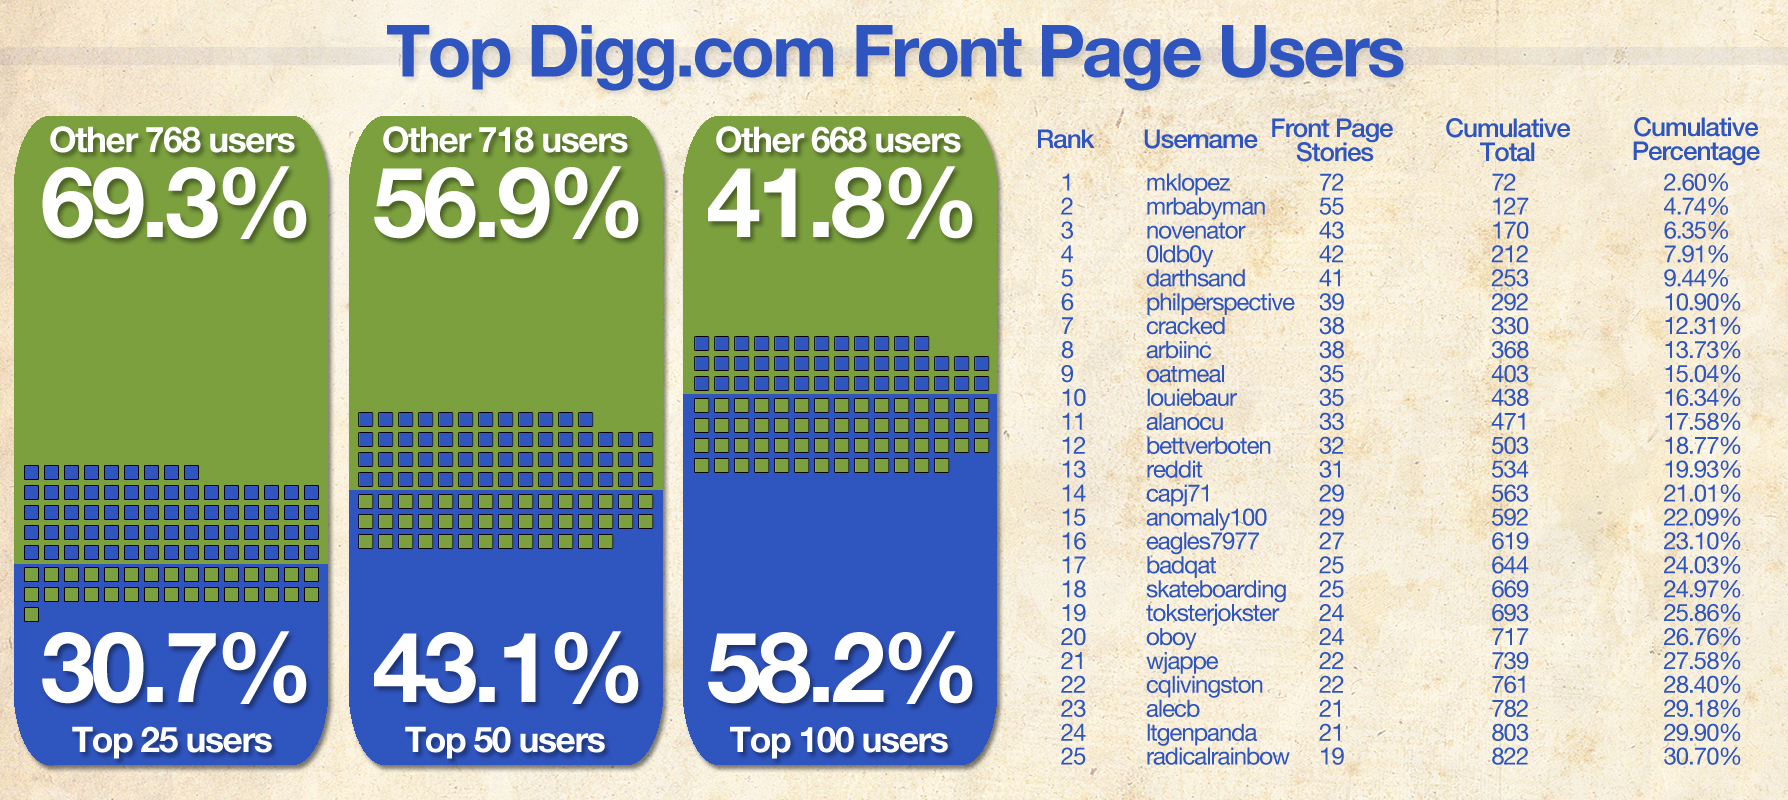 Top Digg.com Front Page Users
Other 768 users
69.3%
30.7%
Top 25 users
Other 718 users
56.9%
43.1%
Top 50 users
Other 668 users
41.8%
58.2%
Top 100 users
Rank Username Front Page Stories Cumulative Total Cumulative Percentage
1 mklopez 72 72 2.60%
2 mrbabyman 55 127 4.74%
3 novenator 43 170 6.35%
4 0ldb0y 42 212 7.91%
5 darthsand 41 253 9.44%
6 philperspective 39 292 10.90%
7 cracked 38 330 12.31%
8 arbiinc 38 368 13.73%
9 oatmeal 35 403 15.04%
10 louiebaur 35 438 16.34%
11 alanocu 33 471 17.58%
12 bettverboten 32 503 18.77%
13 reddit 31 534 19.93%
14 capj71 29 563 21.01%
15 anomaly100 29 592 22.09%
16 eagles7977 27 619 23.10%
17 badqat 25 644 24.03%
18 skateboarding 25 669 24.97%
19 toksterjokster 24 693 25.86%
20 oboy 24 717 26.76%
21 wjappe 22 739 27.58%
22 cqlivingston 22 761 28.40%
23 alecb 21 782 29.18%
24 ltgenpanda 21 803 29.90%
25 radicalrainbow 19 822 30.70%